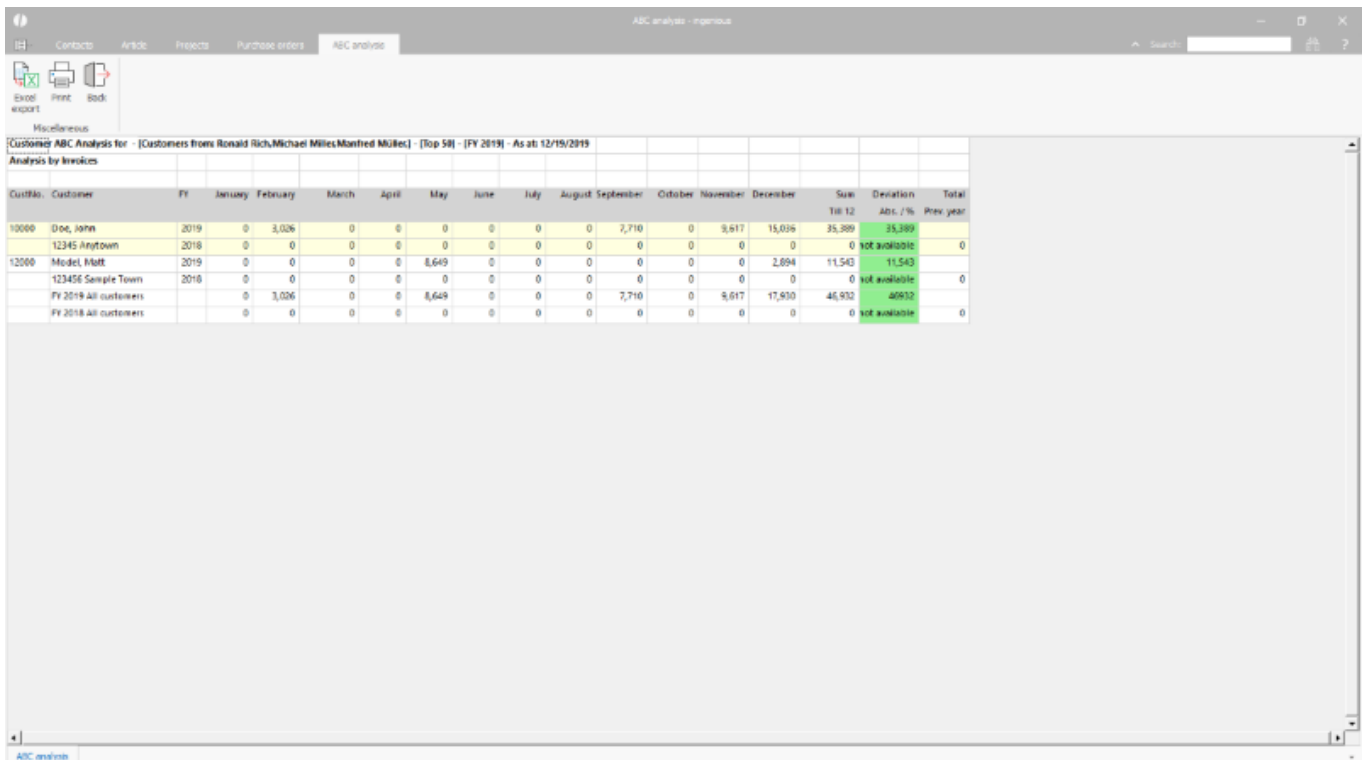 ABC analysis - ingenious
Contacts Article Projects Purchase orders ABC analysis Search: ?
Excel export Print Back
Miscellaneous
Customer ABC Analysis for - [Customers from: Ronald Rich,Michael Miller,Manfred Müller,] - [Top 50] - [FY 2019] - As at: 12/19/2019
Analysis by Invoices
CustNo. Customer FY January February March April May June July August September October November December Sum Deviation Total
Till 12 Abs. / % Prev. year
10000 Doe, John 2019 0 3,026 0 0 0 0 0 0 7,710 0 9,617 15,036 35,389 35,389
12345 Anytown 2018 0 0 0 0 0 0 0 0 0 0 0 0 0 not available 0
12000 Model, Matt 2019 0 0 0 0 8,649 0 0 0 0 0 0 2,894 11,543 11,543
123456 Sample Town 2018 0 0 0 0 0 0 0 0 0 0 0 0 0 not available 0
FY 2019 All customers 0 3,026 0 0 8,649 0 0 0 7,710 0 9,617 17,930 46,932 46932
FY 2018 All customers 0 0 0 0 0 0 0 0 0 0 0 0 0 not available 0
ABC analysis